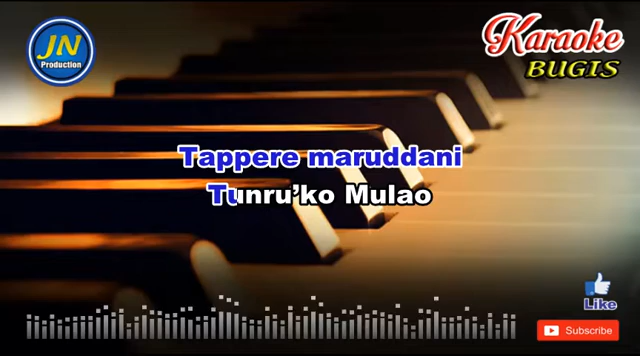 JN
Production
Karaoke
BUGIS
Tappere maruddani
Tunru'ko Mulao
Like
Subscribe